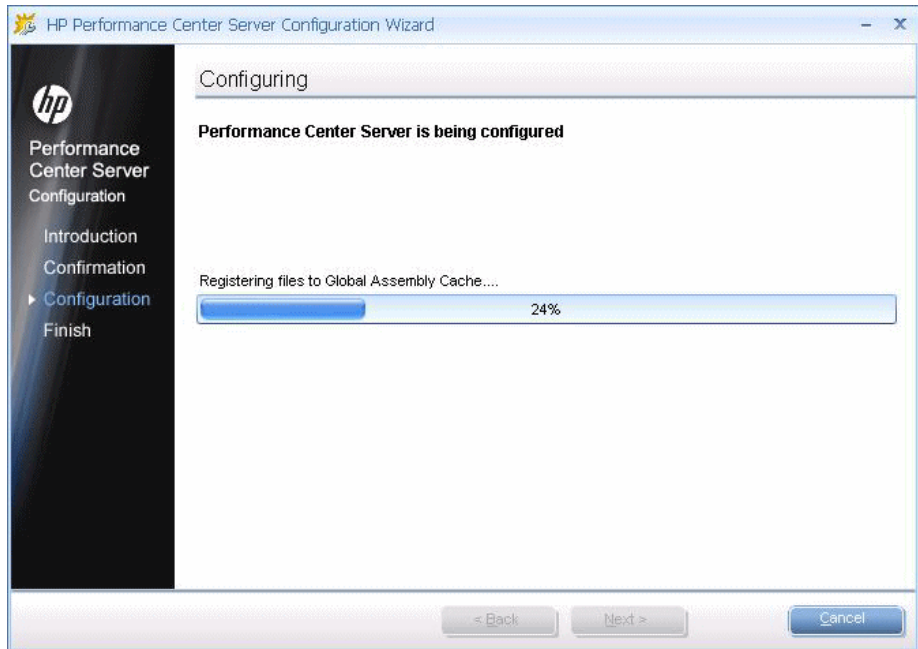 HP Performance Center Server Configuration Wizard
hp
Performance
Center Server
Configuration
Introduction
Confirmation
Configuration
Finish
Configuring
Performance Center Server is being configured
Registering files to Global Assembly Cache....
24%
< Back
Next >
Cancel